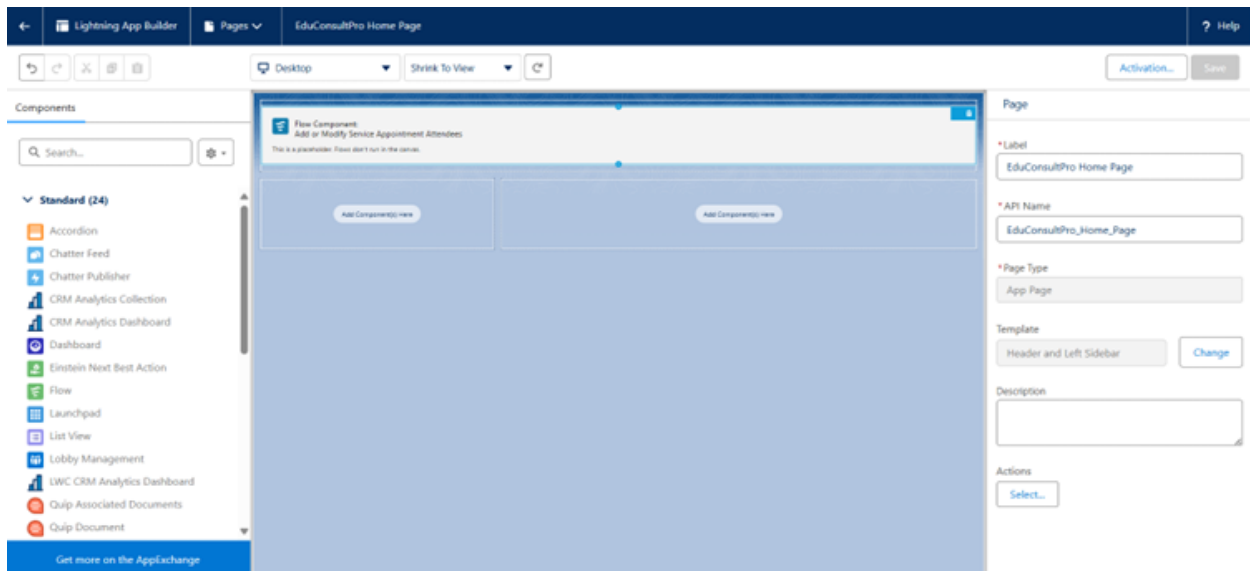 Lightning App Builder
Pages
EduConsultPro Home Page
? Help
Desktop
Shrink To View
Activation...
Save
Components
Search...
Standard (24)
Accordion
Chatter Feed
Chatter Publisher
CRM Analytics Collection
CRM Analytics Dashboard
Dashboard
Einstein Next Best Action
Flow
Launchpad
List View
Lobby Management
LWC CRM Analytics Dashboard
Quip Associated Documents
Quip Document
Get more on the AppExchange
Flow Component:
Add or Modify Service Appointment Attendees
This is a placeholder. Flows don't run in the canvas.
Add Component(s) Here
Add Component(s) Here
Page
*Label
EduConsultPro Home Page
*API Name
EduConsultPro_Home_Page
*Page Type
App Page
Template
Header and Left Sidebar
Change
Description
Actions
Select...